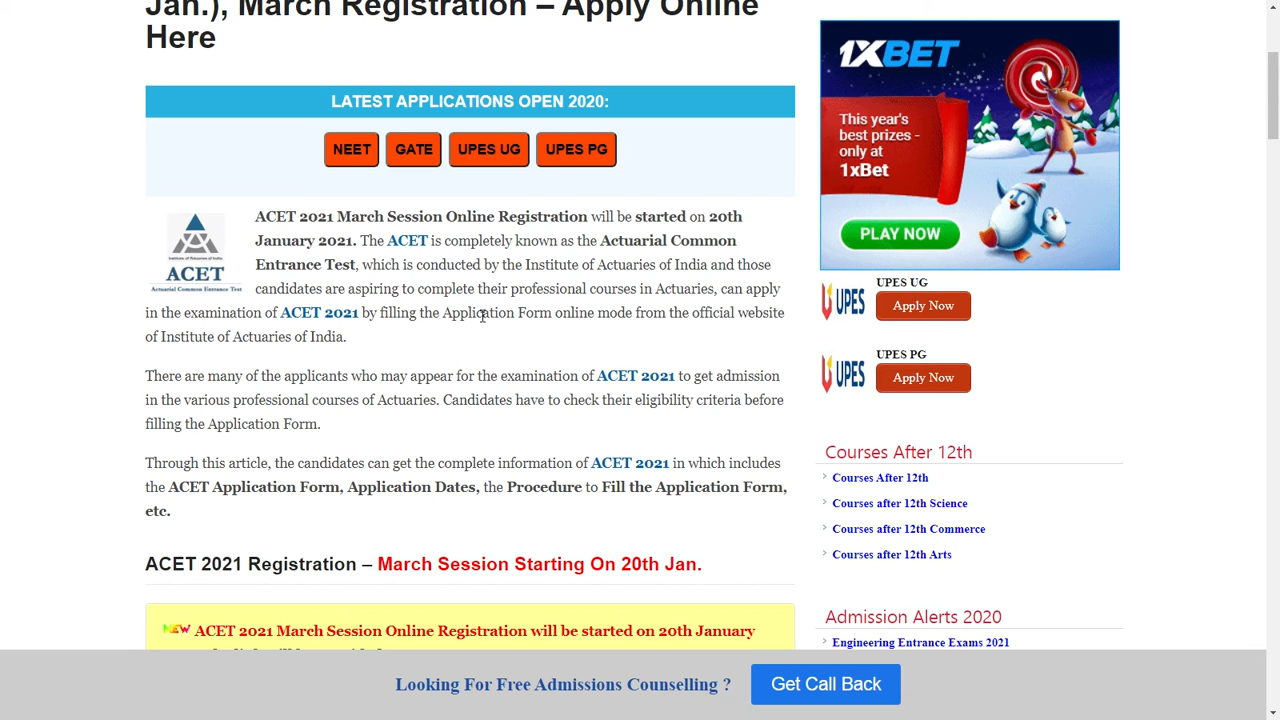 Jan.), March Registration – Apply Online
Here
LATEST APPLICATIONS OPEN 2020:
NEET GATE UPES UG UPES PG
ACET 2021 March Session Online Registration will be started on 20th
January 2021. The ACET is completely known as the Actuarial Common
Entrance Test, which is conducted by the Institute of Actuaries of India and those
candidates are aspiring to complete their professional courses in Actuaries, can apply
in the examination of ACET 2021 by filling the Application Form online mode from the official website
of Institute of Actuaries of India.
Institute of Actuaries of India
ACET
Actuarial Common Entrance Test
There are many of the applicants who may appear for the examination of ACET 2021 to get admission
in the various professional courses of Actuaries. Candidates have to check their eligibility criteria before
filling the Application Form.
Through this article, the candidates can get the complete information of ACET 2021 in which includes
the ACET Application Form, Application Dates, the Procedure to Fill the Application Form,
etc.
ACET 2021 Registration – March Session Starting On 20th Jan.
NEW ACET 2021 March Session Online Registration will be started on 20th January
1XBET
This year's
best prizes -
only at
1xBet
PLAY NOW
UPES
UPES UG
Apply Now
UPES
UPES PG
Apply Now
Courses After 12th
Courses After 12th
Courses after 12th Science
Courses after 12th Commerce
Courses after 12th Arts
Admission Alerts 2020
Engineering Entrance Exams 2021
Looking For Free Admissions Counselling ? Get Call Back